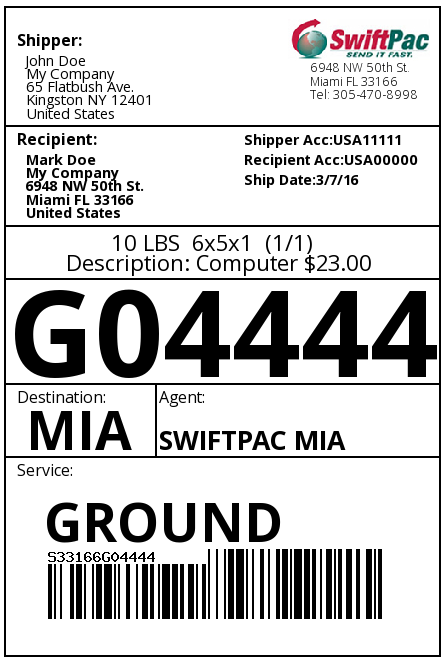 Shipper:
SwiftPac
SEND IT FAST.
John Doe
My Company
65 Flatbush Ave.
Kingston NY 12401
United States
6948 NW 50th St.
Miami FL 33166
Tel: 305-470-8998
Recipient:
Mark Doe
My Company
6948 NW 50th St.
Miami FL 33166
United States
Shipper Acc:USA11111
Recipient Acc:USA00000
Ship Date:3/7/16
10 LBS 6x5x1 (1/1)
Description: Computer $23.00
G04444
Destination:
MIA
Agent:
SWIFTPAC MIA
Service:
GROUND
S33166G04444